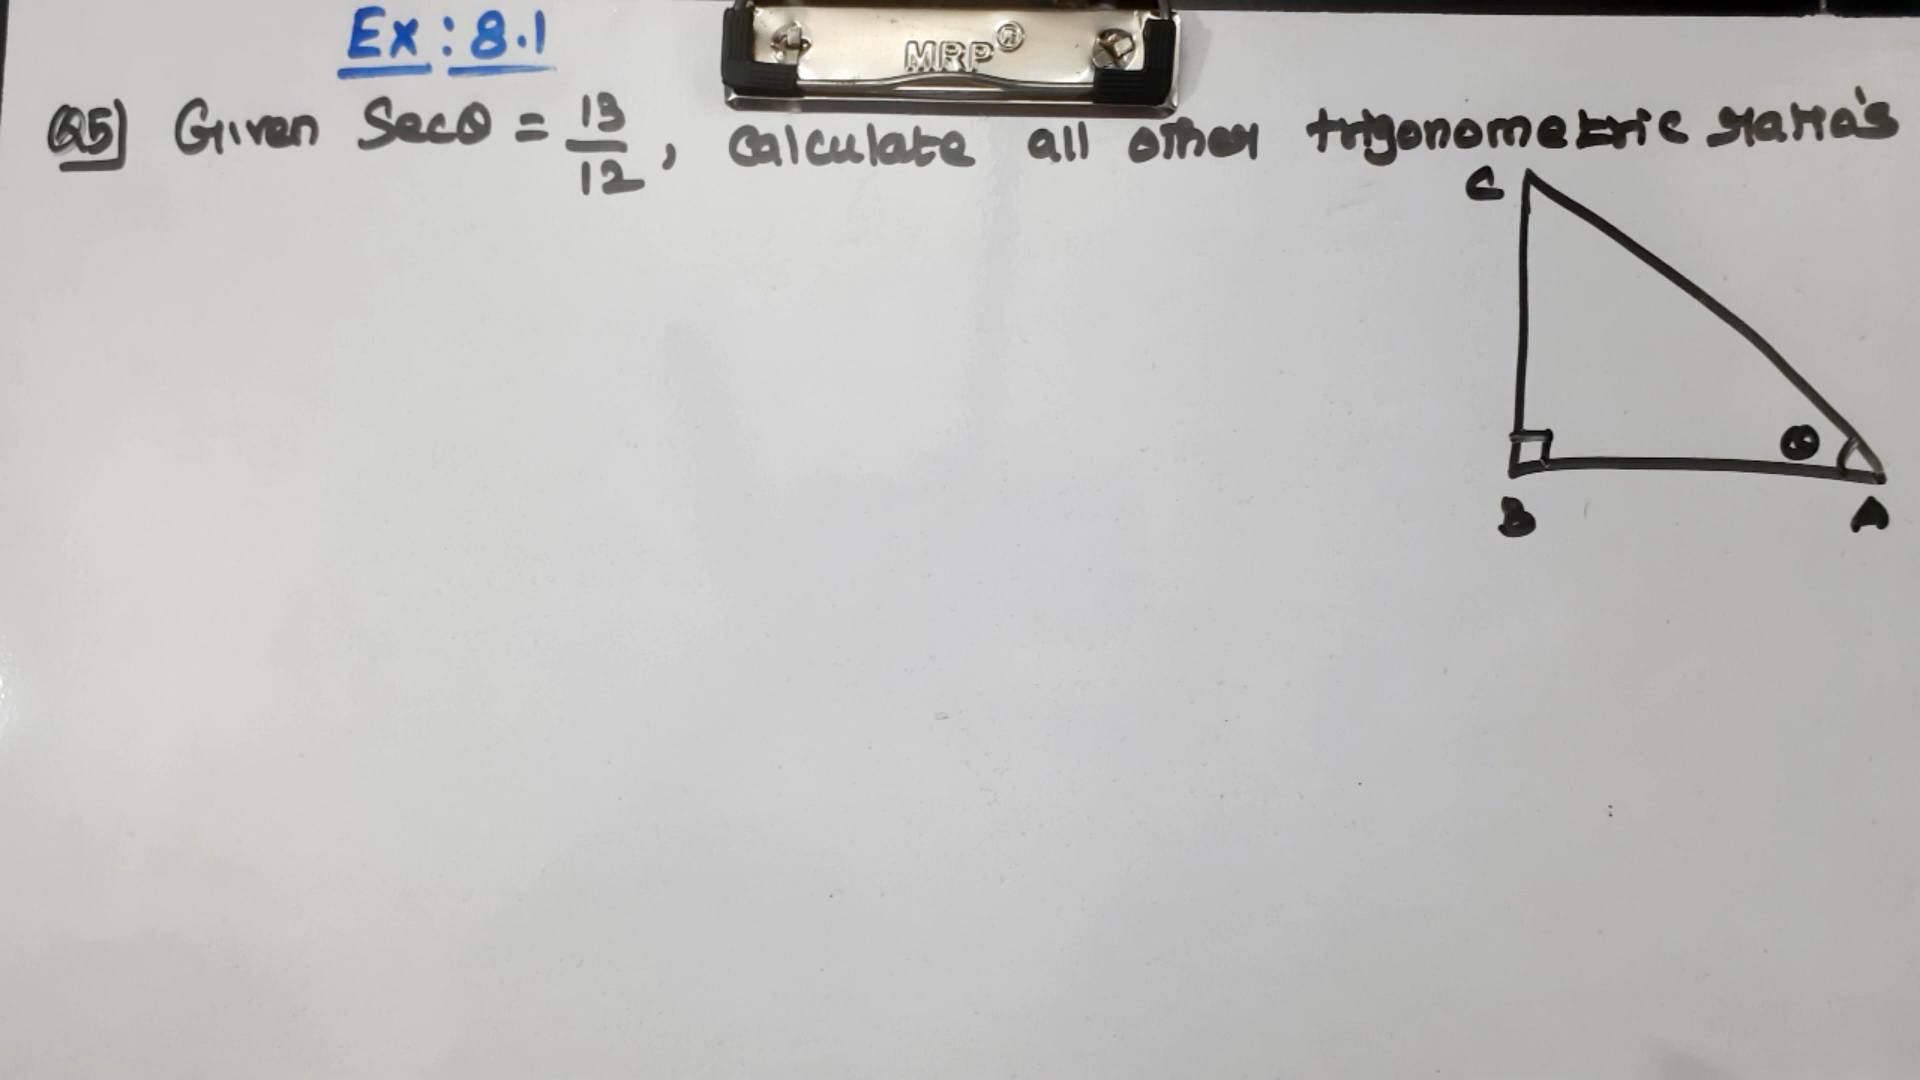 Ex: 8.1
MRP®
Q5] Given Secθ = 13/12, calculate all other trigonometric ratio's
C
θ
B A